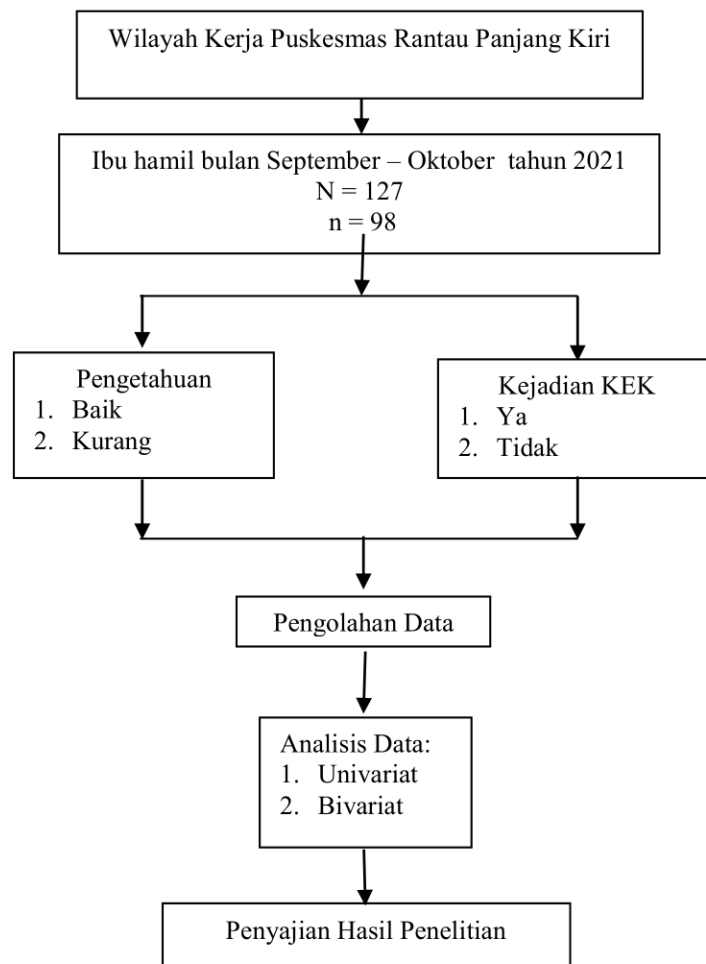 Wilayah Kerja Puskesmas Rantau Panjang Kiri
Ibu hamil bulan September – Oktober tahun 2021
N = 127
n = 98
Pengetahuan
1. Baik
2. Kurang
Kejadian KEK
1. Ya
2. Tidak
Pengolahan Data
Analisis Data:
1. Univariat
2. Bivariat
Penyajian Hasil Penelitian